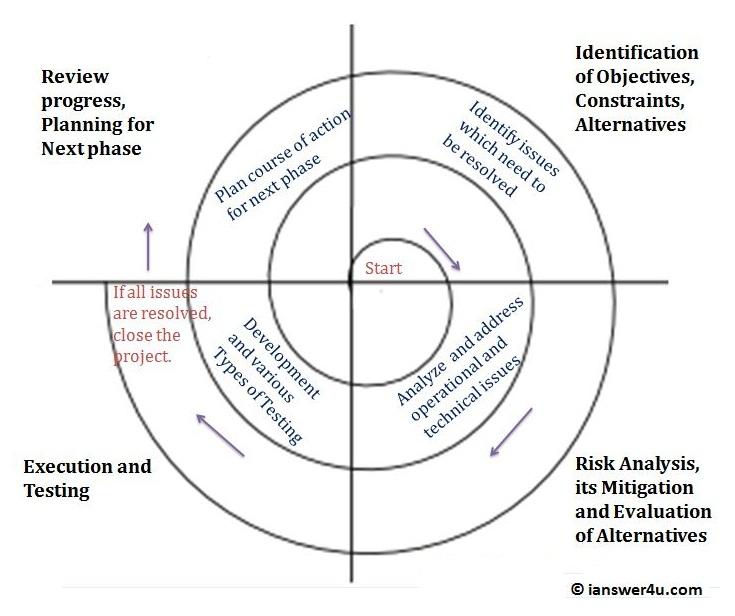 Review
progress,
Planning for
Next phase
Identification
of Objectives,
Constraints,
Alternatives
Plan course of action
for next phase
Identify issues
which need to
be resolved
Start
If all issues
are resolved,
close the
project.
Development
and various
Types of Testing
Analyze and address
operational and
technical issues
Execution and
Testing
Risk Analysis,
its Mitigation
and Evaluation
of Alternatives
© ianswer4u.com